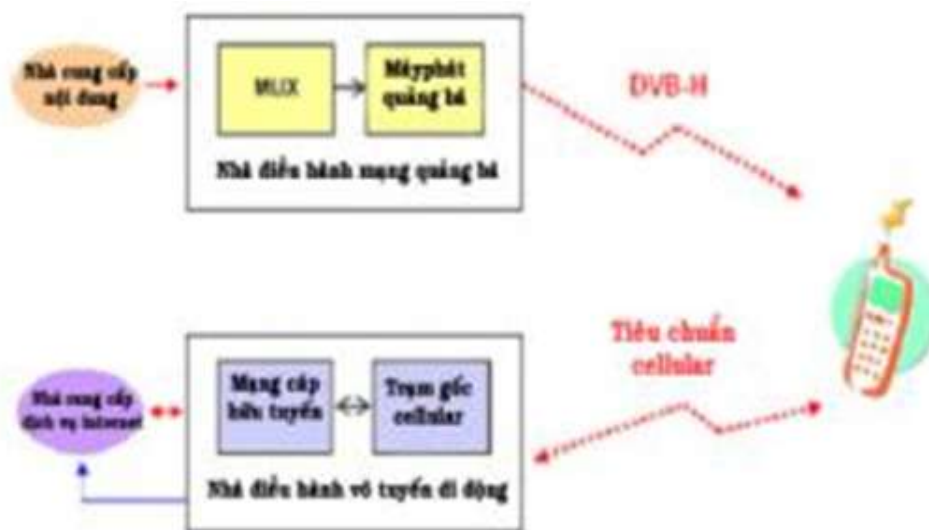 Nhà cung cấp
nội dung
MUX
Máy phát
quảng bá
Nhà điều hành mạng quảng bá
DVB-H
Nhà cung cấp
dịch vụ internet
Mạng cáp
hữu tuyến
Trạm gốc
cellular
Nhà điều hành vô tuyến di động
Tiêu chuẩn
cellular